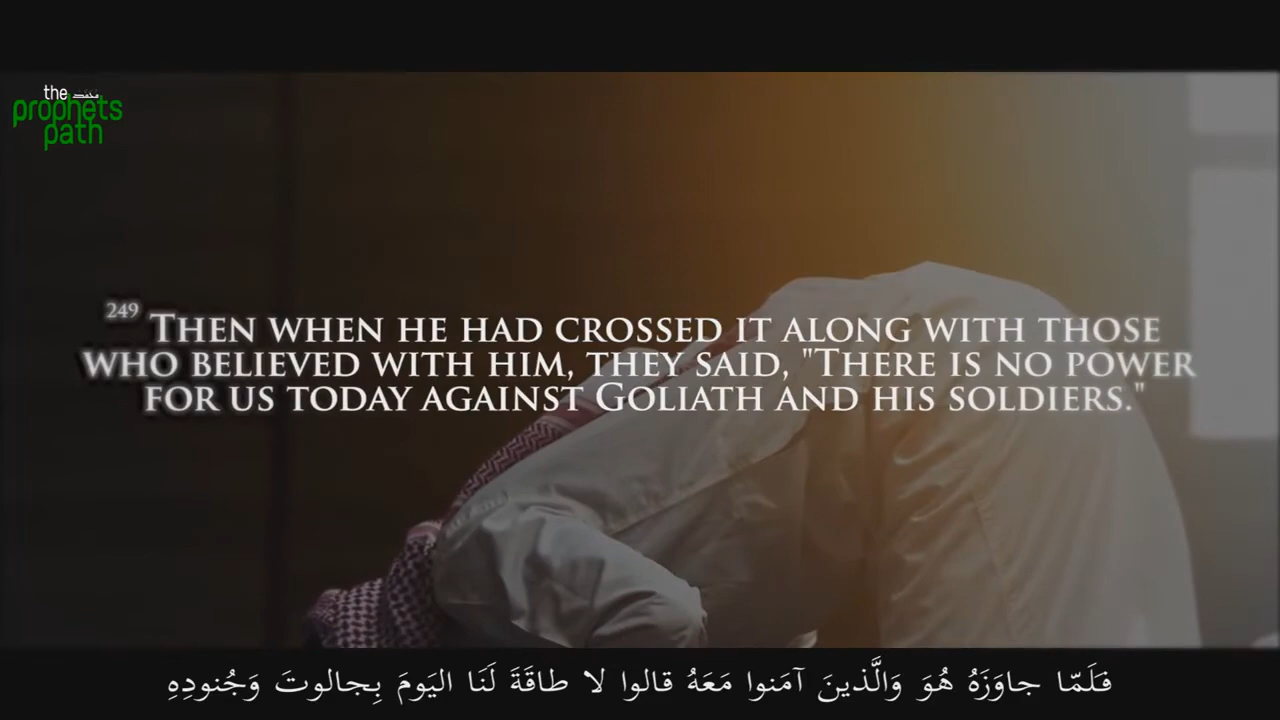 the محمد
prophets
path
249 THEN WHEN HE HAD CROSSED IT ALONG WITH THOSE
WHO BELIEVED WITH HIM, THEY SAID, "THERE IS NO POWER
FOR US TODAY AGAINST GOLIATH AND HIS SOLDIERS."
فَلَمّا جاوَزَهُ هُوَ وَالَّذينَ آمَنوا مَعَهُ قالوا لا طاقَةَ لَنَا اليَومَ بِجالوتَ وَجُنودِهِ